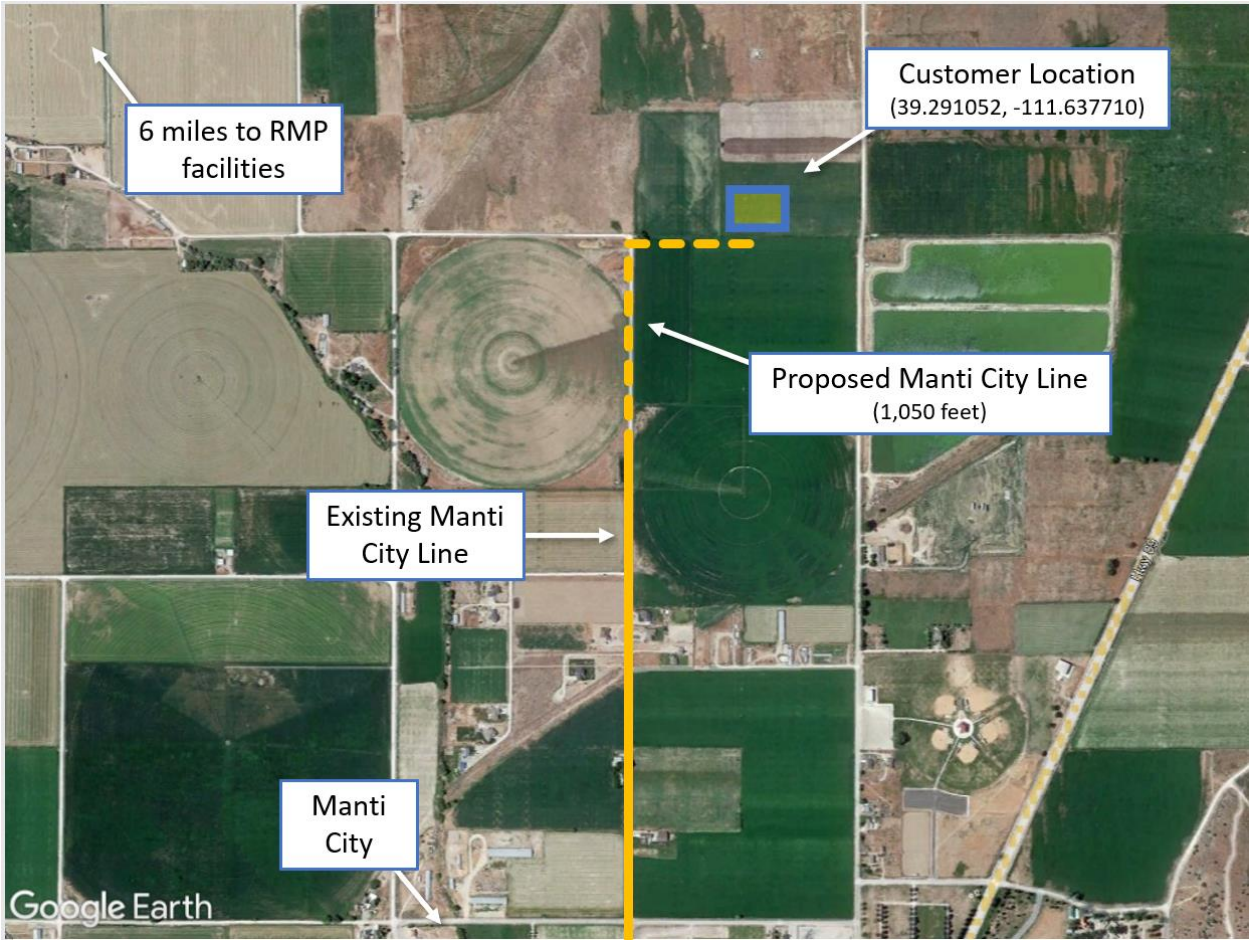 Customer Location
(39.291052, -111.637710)
6 miles to RMP
facilities
Proposed Manti City Line
(1,050 feet)
Existing Manti
City Line
Manti
City
Google Earth